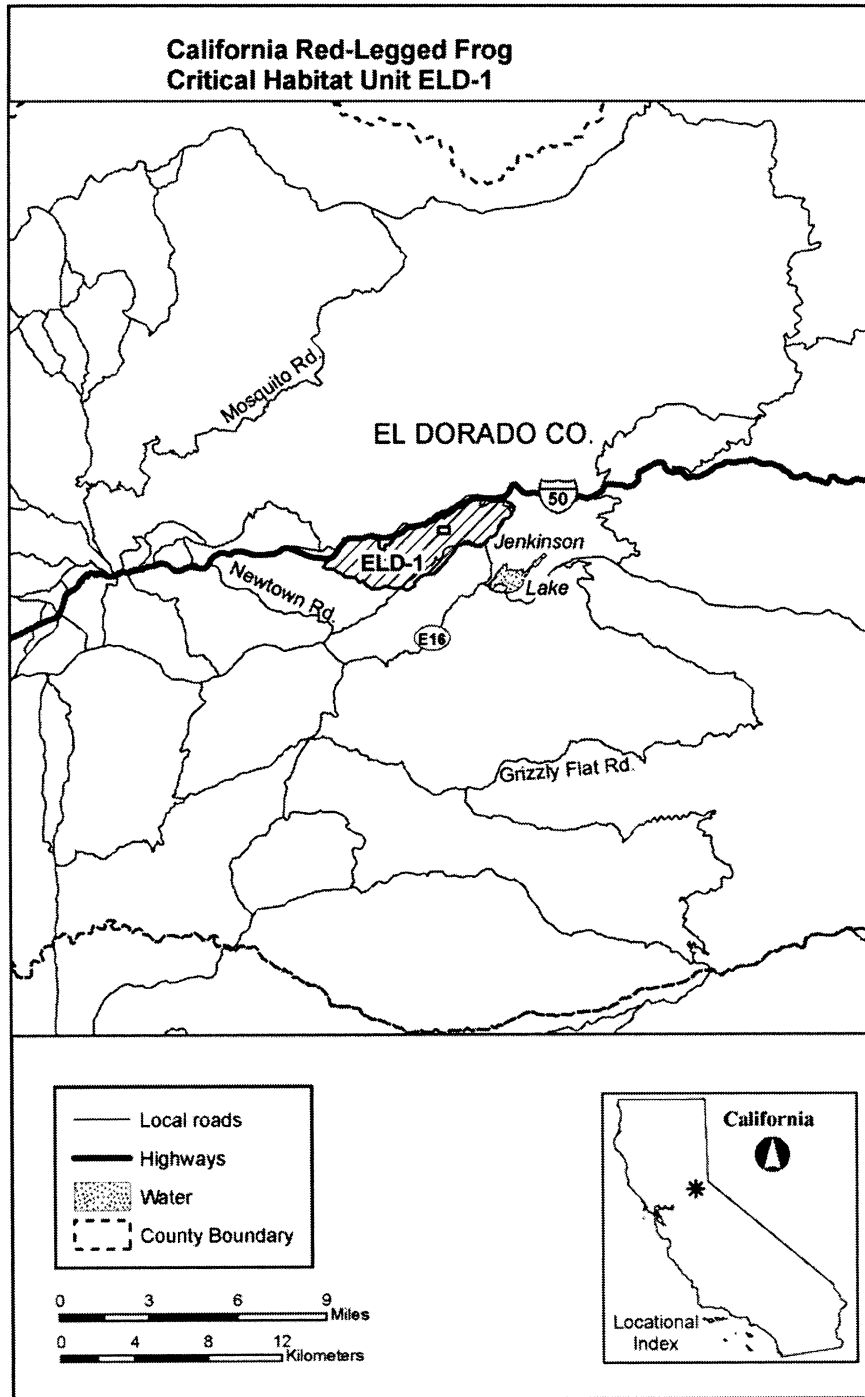 California Red-Legged Frog
Critical Habitat Unit ELD-1
Mosquito Rd.
EL DORADO CO.
50
ELD-1
Jenkinson
Lake
Newtown Rd.
E16
Grizzly Flat Rd.
Local roads
Highways
Water
County Boundary
0 3 6 9 Miles
0 4 8 12 Kilometers
California
Locational
Index